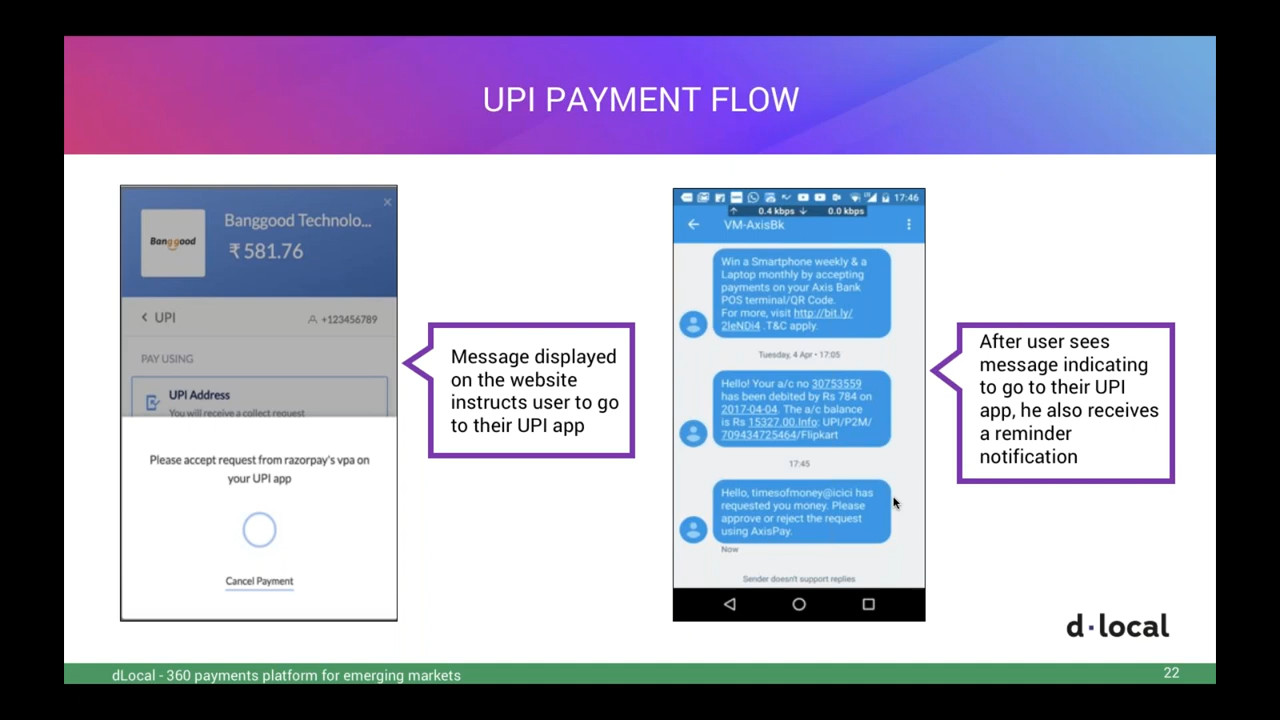 UPI PAYMENT FLOW
Banggood Technolo...
Banggood
₹ 581.76
UPI
+123456789
PAY USING
UPI Address
You will receive a collect request
Please accept request from razorpay's vpa on
your UPI app
Cancel Payment
Message displayed
on the website
instructs user to go
to their UPI app
17:46
0.4 kbps
0.0 kbps
VM-AxisBk
Win a Smartphone weekly & a
Laptop monthly by accepting
payments on your Axis Bank
POS terminal/QR Code.
For more, visit http://bit.ly/
2leNDi4 .T&C apply.
Tuesday, 4 Apr • 17:05
Hello! Your a/c no 30753559
has been debited by Rs 784 on
2017-04-04. The a/c balance
is Rs 15327.00.Info: UPI/P2M/
709434725464/Flipkart
17:45
Hello, timesofmoney@icici has
requested you money. Please
approve or reject the request
using AxisPay.
Now
Sender doesn't support replies
After user sees
message indicating
to go to their UPI
app, he also receives
a reminder
notification
d·local
dLocal - 360 payments platform for emerging markets
22